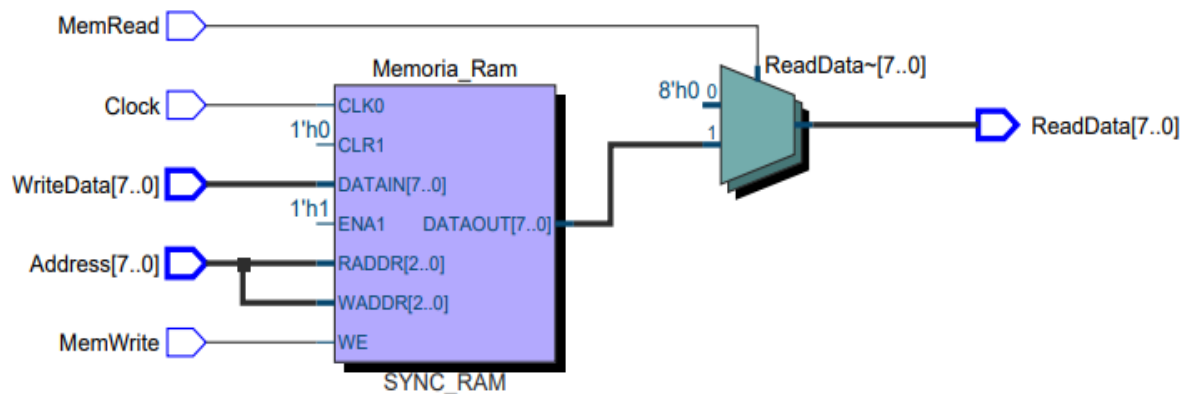 MemRead
ReadData~[7..0]
Memoria_Ram
8'h0 0
Clock
CLK0
1'h0
CLR1
1
ReadData[7..0]
WriteData[7..0]
DATAIN[7..0]
1'h1
ENA1
DATAOUT[7..0]
Address[7..0]
RADDR[2..0]
WADDR[2..0]
MemWrite
WE
SYNC_RAM